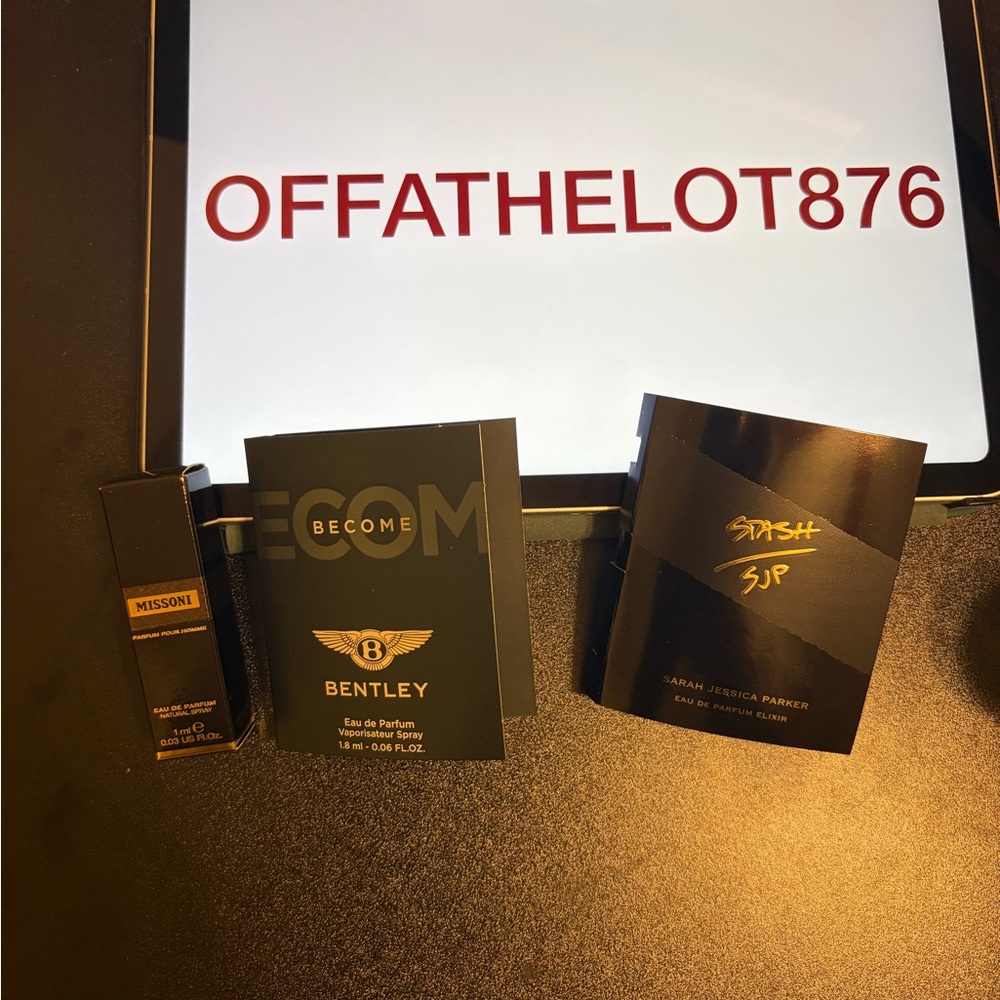 OFFATHELOT876
MISSONI
PARFUM POUR HOMME
EAU DE PARFUM
NATURAL SPRAY
1 ml e
0.03 US Fl.Oz.
ECOM
BECOME
B
BENTLEY
Eau de Parfum
Vaporisateur Spray
1.8 ml - 0.06 FL.OZ.
STASH
SJP
SARAH JESSICA PARKER
EAU DE PARFUM ELIXIR